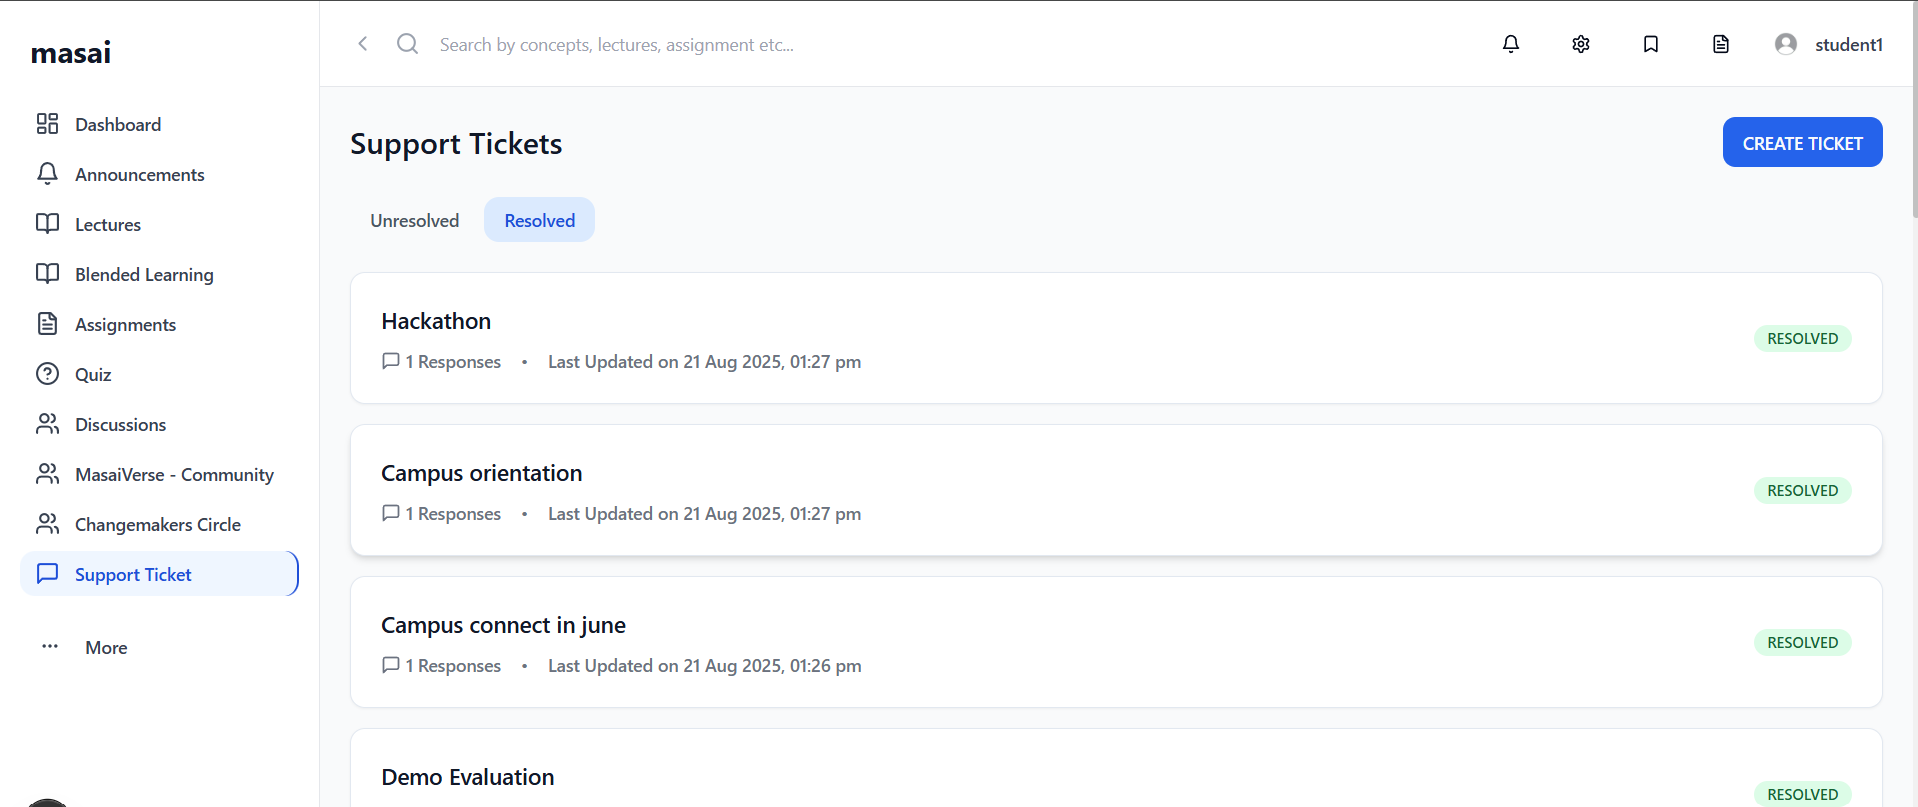 masai
Search by concepts, lectures, assignment etc...
student1
Dashboard
Announcements
Lectures
Blended Learning
Assignments
Quiz
Discussions
MasaiVerse - Community
Changemakers Circle
Support Ticket
More
Support Tickets
CREATE TICKET
Unresolved
Resolved
Hackathon
1 Responses • Last Updated on 21 Aug 2025, 01:27 pm
RESOLVED
Campus orientation
1 Responses • Last Updated on 21 Aug 2025, 01:27 pm
RESOLVED
Campus connect in june
1 Responses • Last Updated on 21 Aug 2025, 01:26 pm
RESOLVED
Demo Evaluation
RESOLVED